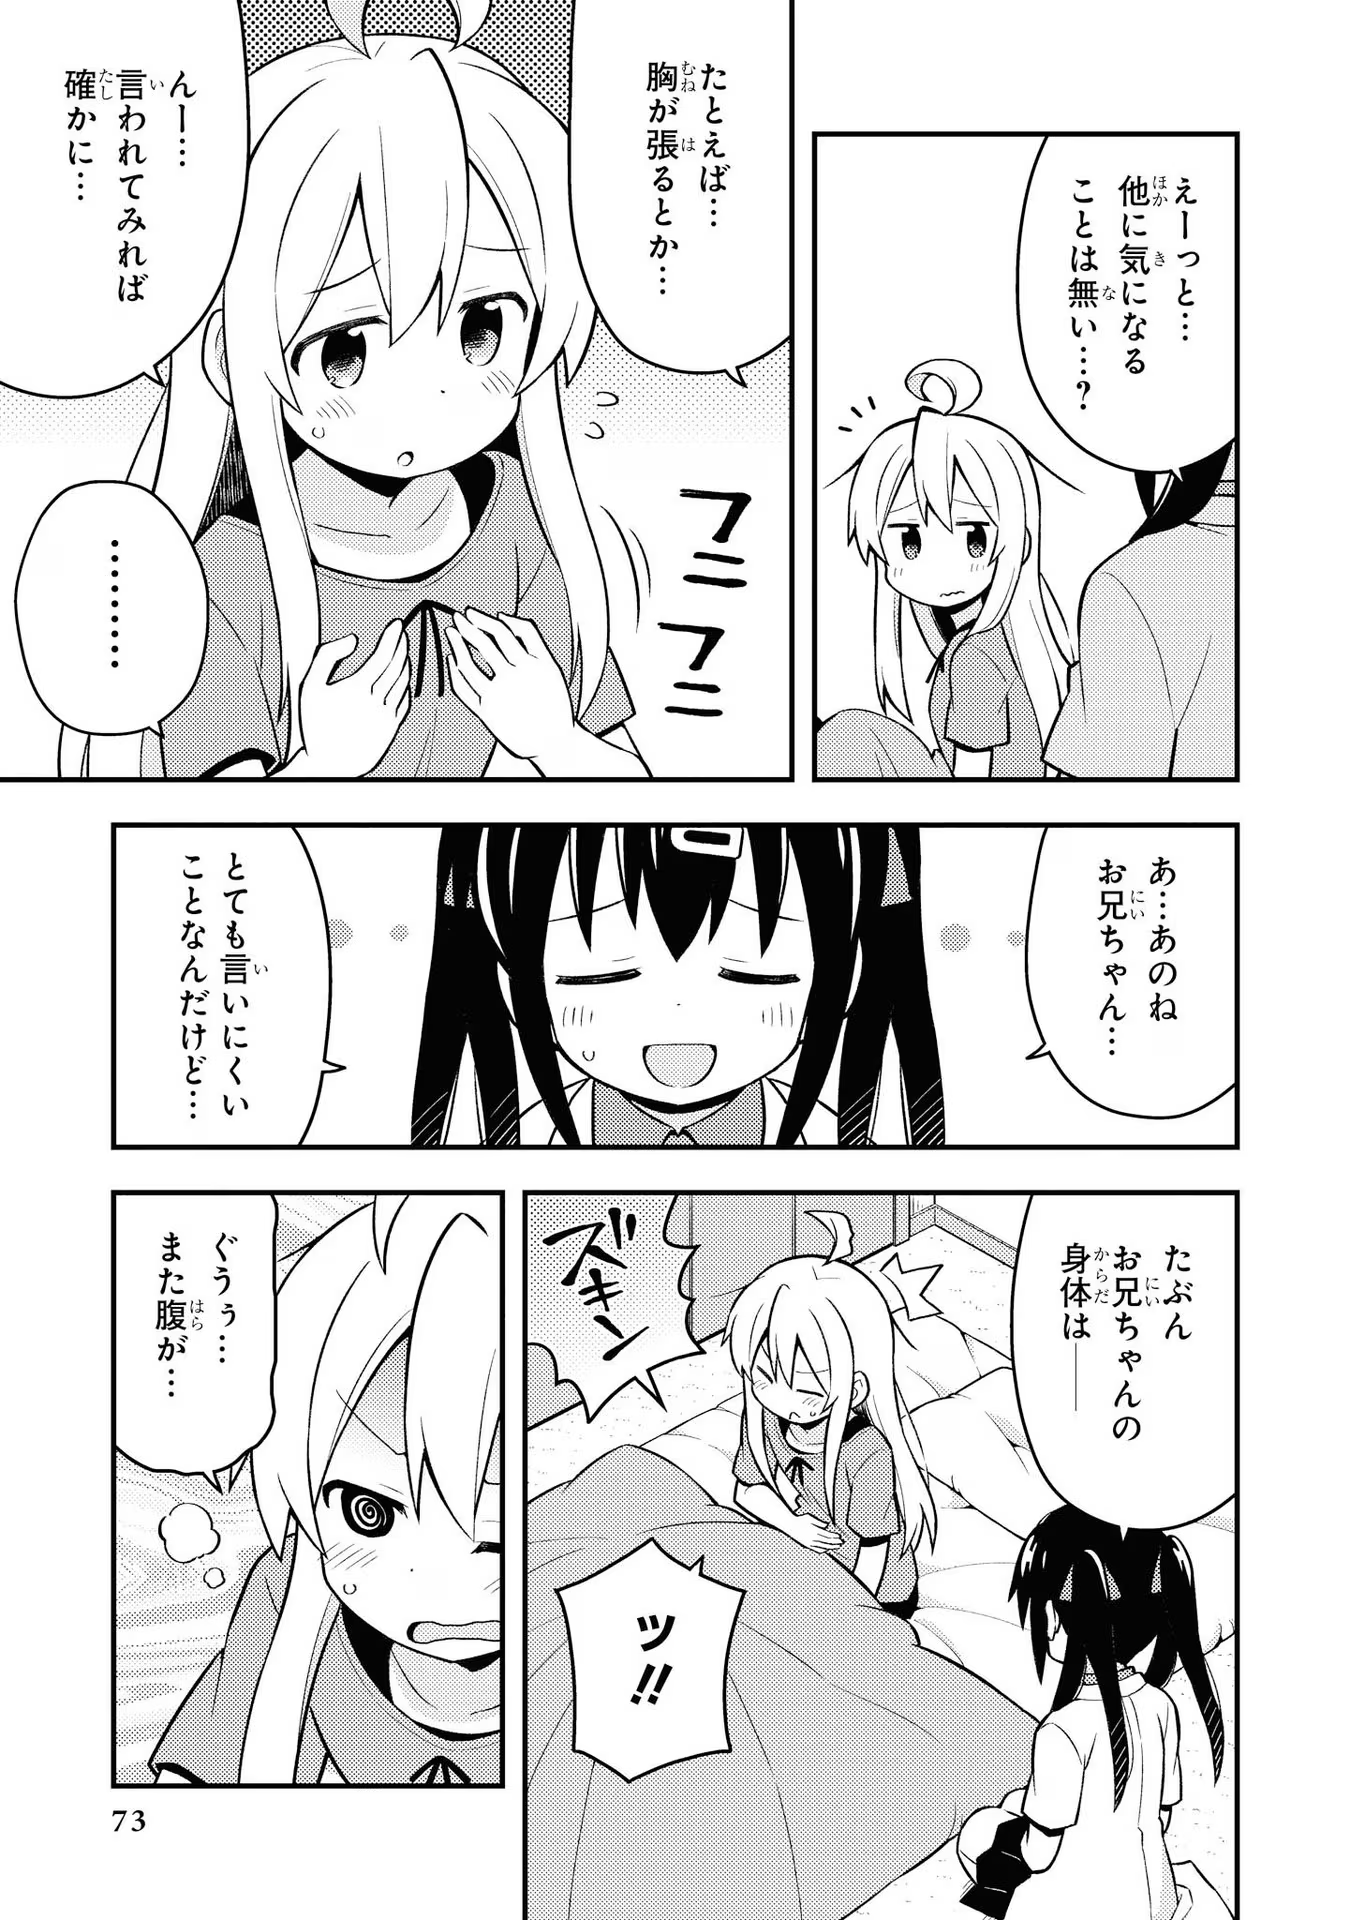 えーっと…
他に気になる
ことは無い…?
たとえば…
胸が張るとか…
んー…
言われてみれば
確かに…
フニ
フニ
………
あ…あのね
お兄ちゃん…
とても言いにくい
ことなんだけど…
たぶん
お兄ちゃんの
身体は──
ズキン
ツ!!
ぐうぅ…
また腹が…
73